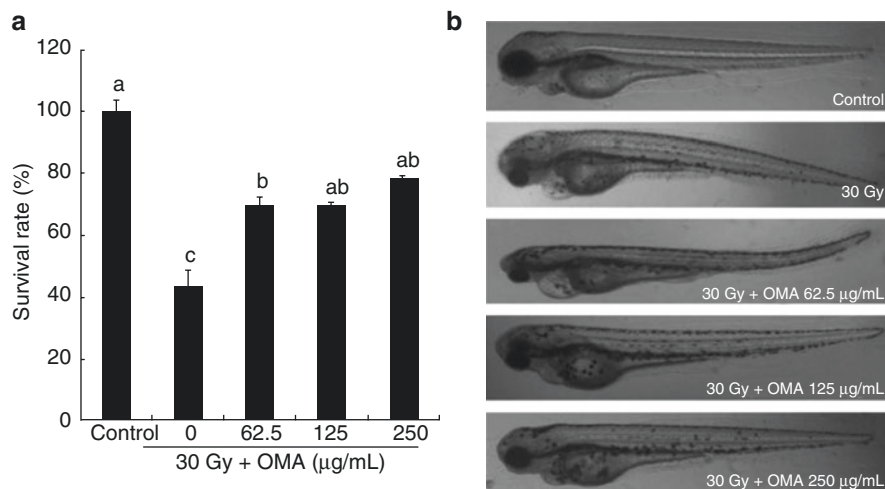 a
Survival rate (%)
120
100
80
60
40
20
0
a
c
b
ab
ab
Control 0 62.5 125 250
30 Gy + OMA (μg/mL)
b
Control
30 Gy
30 Gy + OMA 62.5 μg/mL
30 Gy + OMA 125 μg/mL
30 Gy + OMA 250 μg/mL